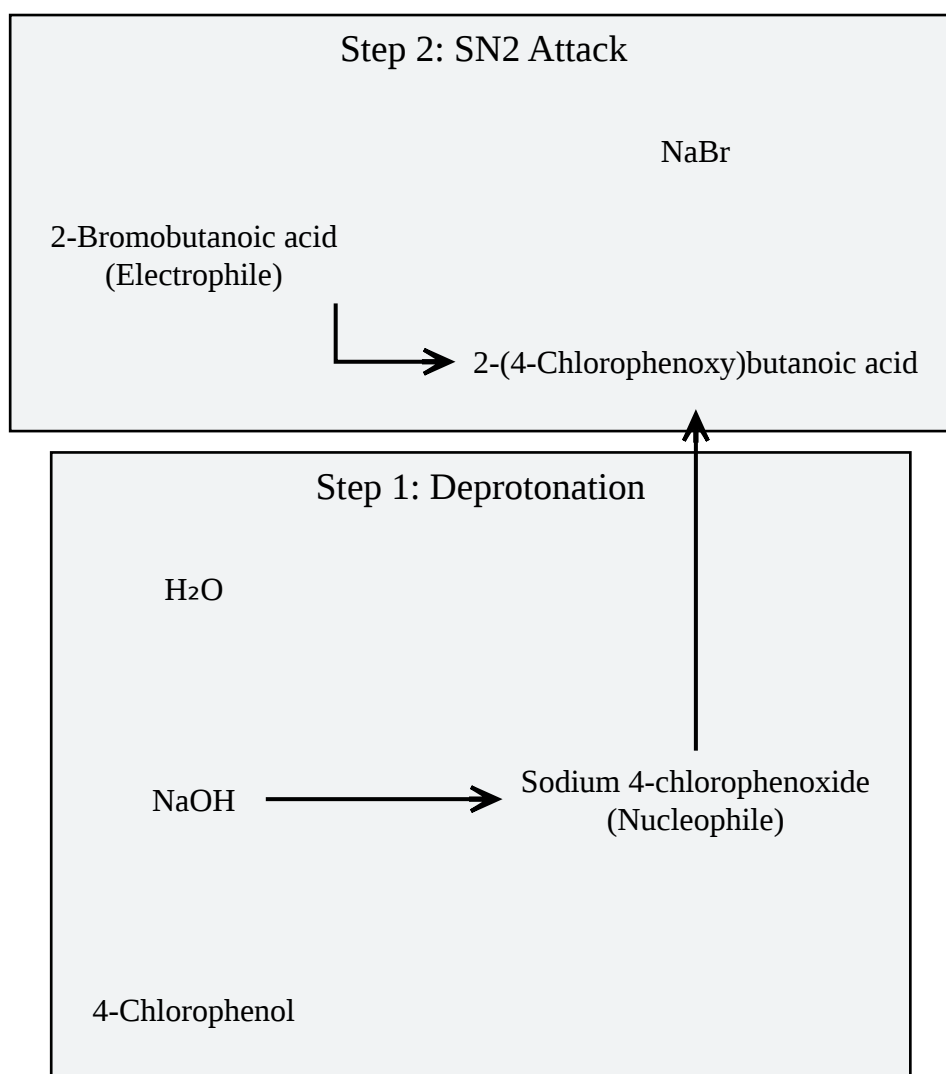 Step 2: SN2 Attack
NaBr
2-Bromobutanoic acid
(Electrophile)
2-(4-Chlorophenoxy)butanoic acid
Step 1: Deprotonation
H₂O
NaOH
Sodium 4-chlorophenoxide
(Nucleophile)
4-Chlorophenol